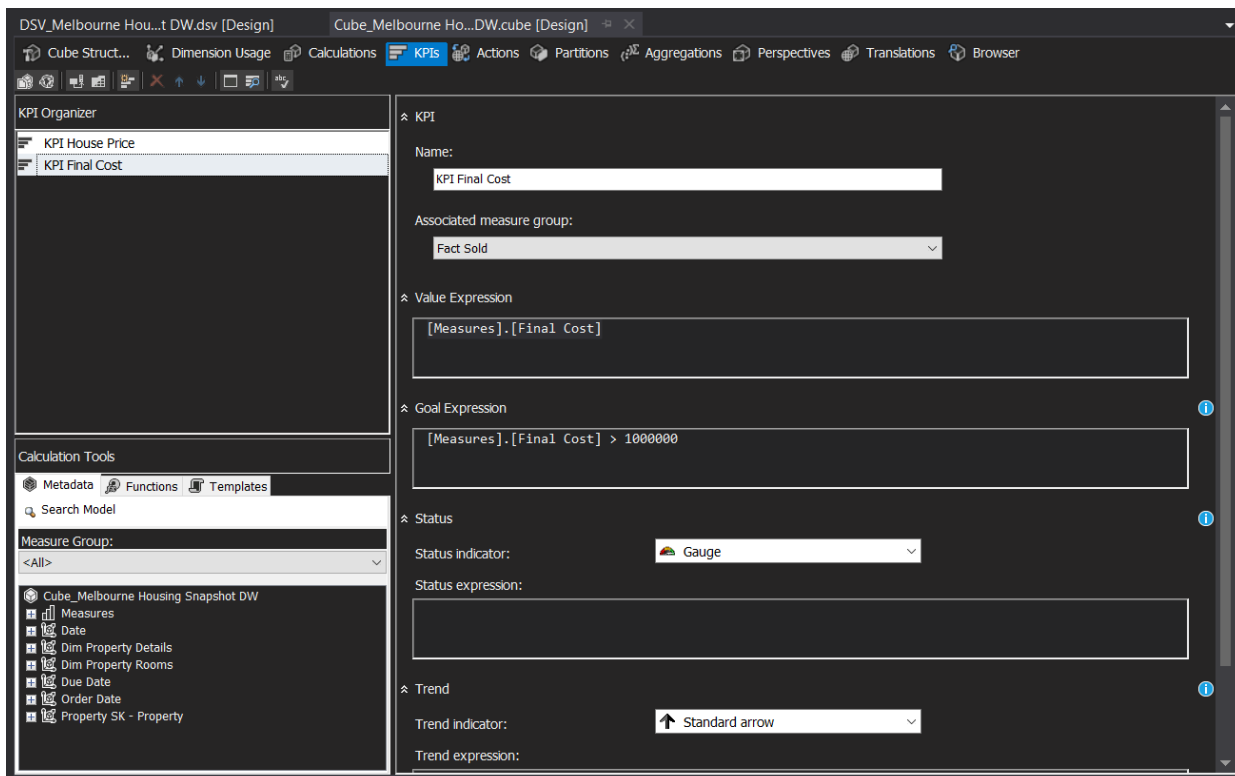 DSV_Melbourne Hou...t DW.dsv [Design] Cube_Melbourne Ho...DW.cube [Design]
Cube Struct... Dimension Usage Calculations KPIs Actions Partitions Aggregations Perspectives Translations Browser
KPI Organizer
KPI House Price
KPI Final Cost
Calculation Tools
Metadata Functions Templates
Search Model
Measure Group:
<All>
Cube_Melbourne Housing Snapshot DW
Measures
Date
Dim Property Details
Dim Property Rooms
Due Date
Order Date
Property SK - Property
KPI
Name:
KPI Final Cost
Associated measure group:
Fact Sold
Value Expression
[Measures].[Final Cost]
Goal Expression
[Measures].[Final Cost] > 1000000
Status
Status indicator: Gauge
Status expression:
Trend
Trend indicator: Standard arrow
Trend expression: